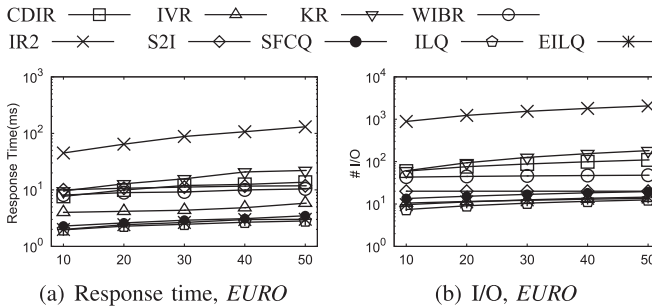 CDIR IVR KR WIBR
IR2 S2I SFCQ ILQ EILQ
Response Time(ms)
10³
10²
10¹
10⁰
10 20 30 40 50
(a) Response time, EURO
# I/O
10⁴
10³
10²
10¹
10⁰
10 20 30 40 50
(b) I/O, EURO